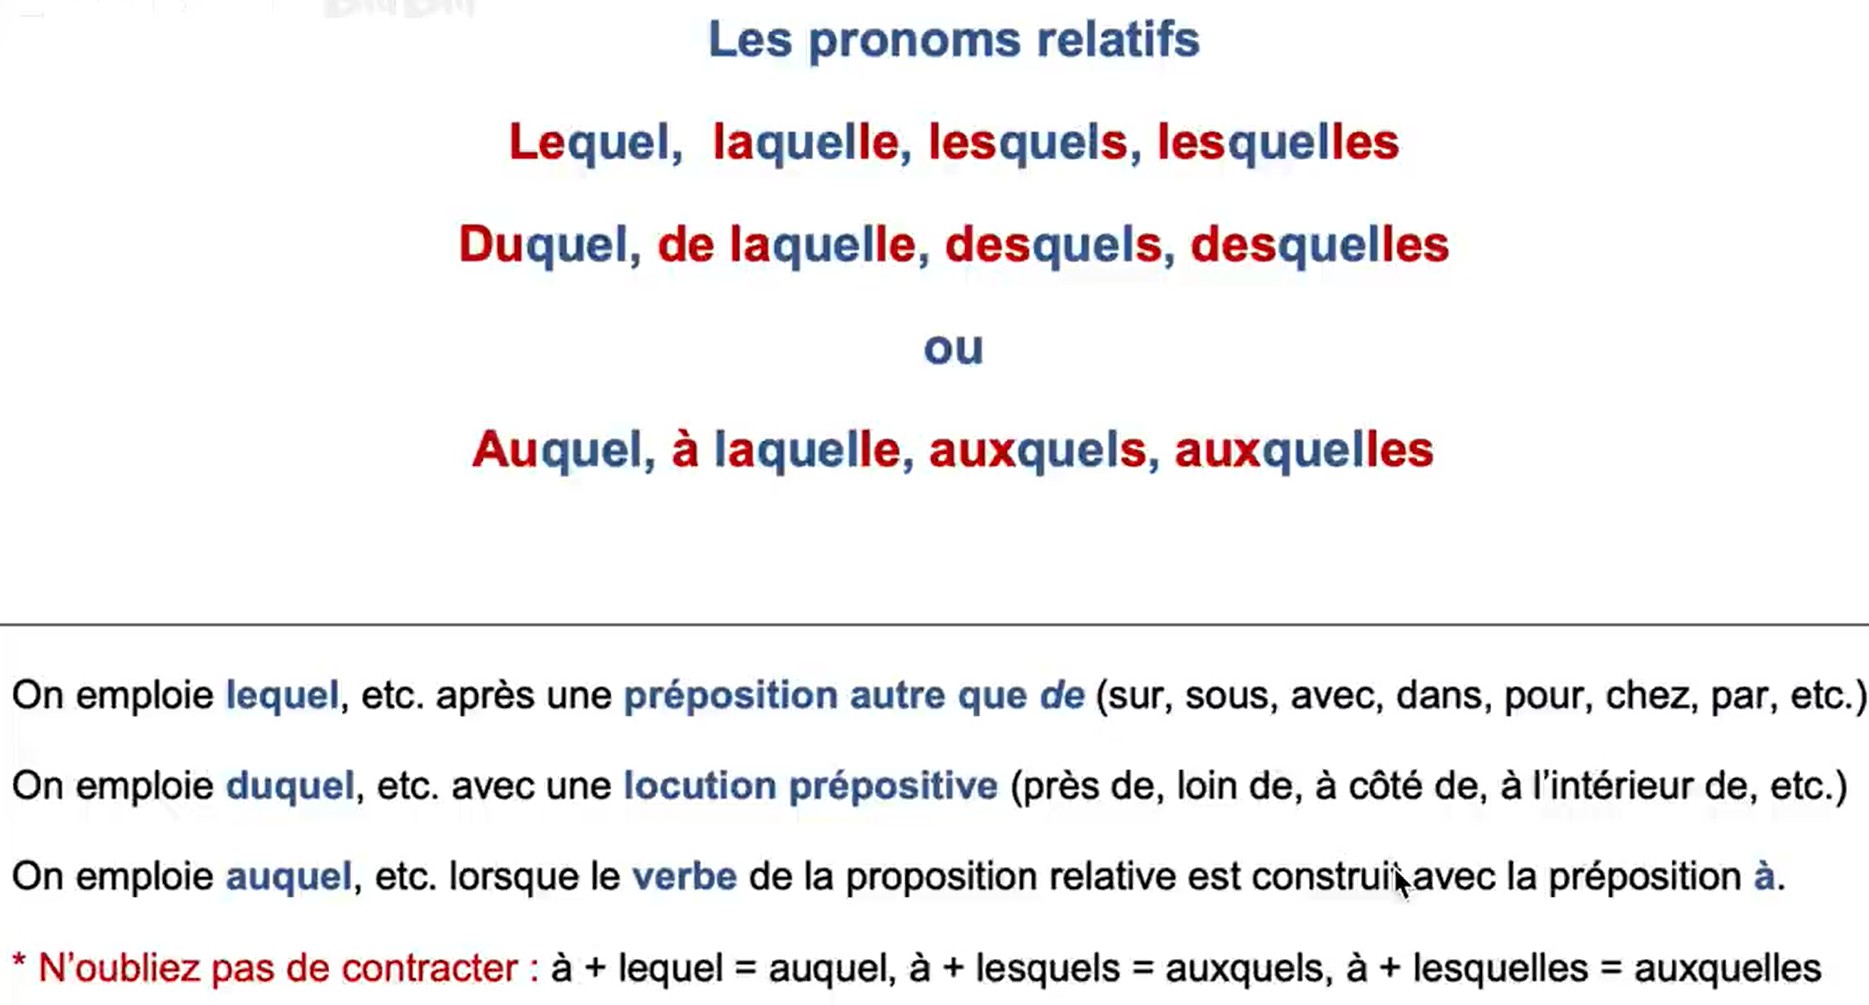 Les pronoms relatifs
Lequel, laquelle, lesquels, lesquelles
Duquel, de laquelle, desquels, desquelles
ou
Auquel, à laquelle, auxquels, auxquelles
On emploie lequel, etc. après une préposition autre que de (sur, sous, avec, dans, pour, chez, par, etc.)
On emploie duquel, etc. avec une locution prépositive (près de, loin de, à côté de, à l’intérieur de, etc.)
On emploie auquel, etc. lorsque le verbe de la proposition relative est construit avec la préposition à.
* N’oubliez pas de contracter : à + lequel = auquel, à + lesquels = auxquels, à + lesquelles = auxquelles